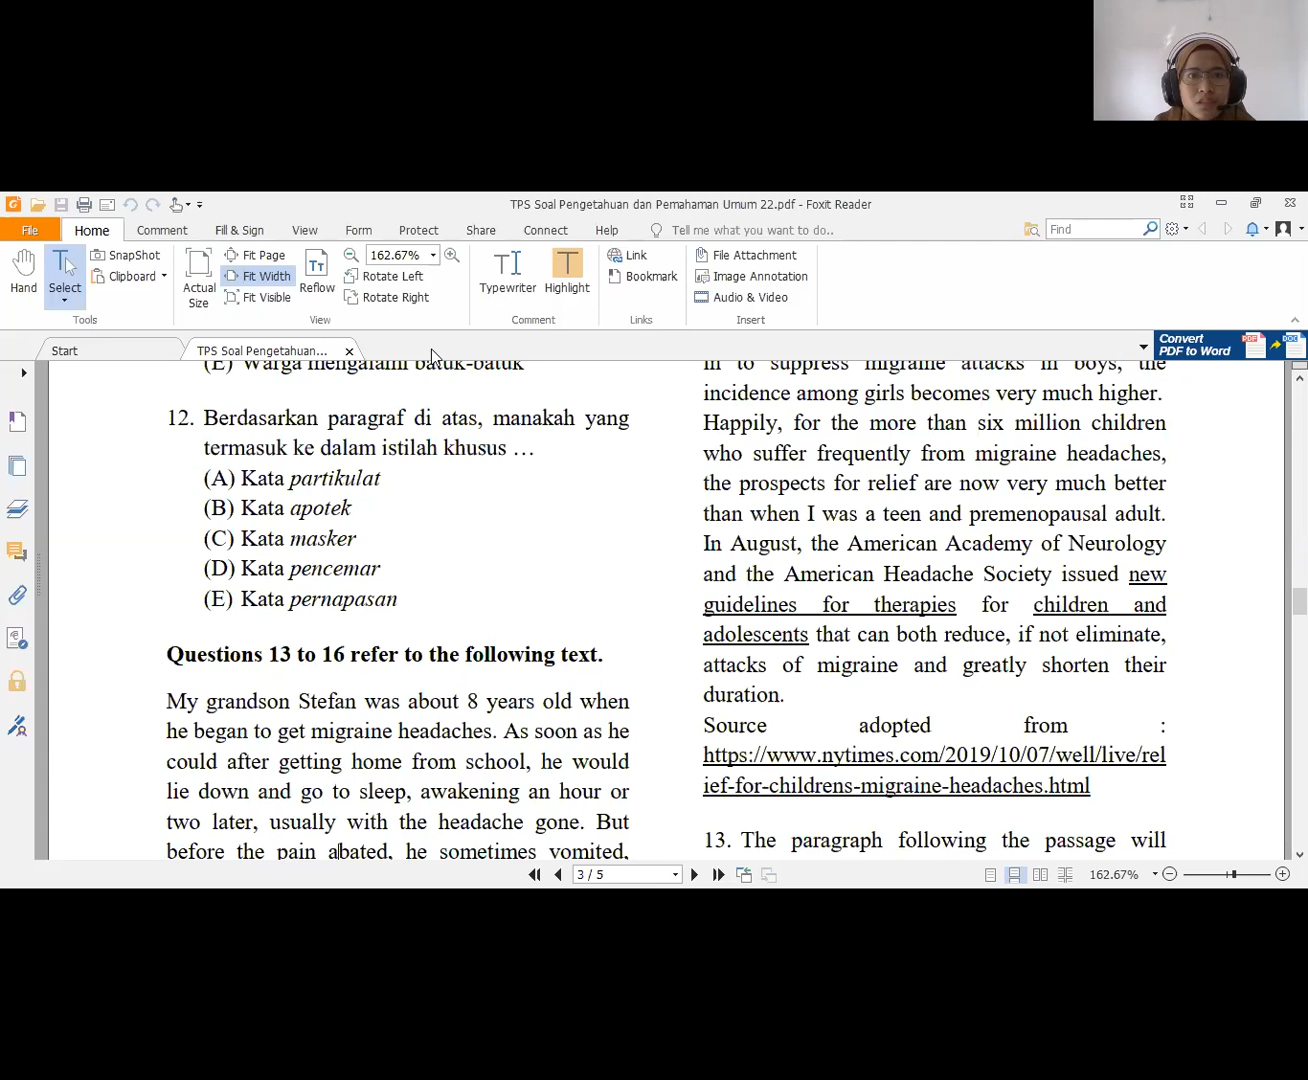 TPS Soal Pengetahuan dan Pemahaman Umum 22.pdf - Foxit Reader
File Home Comment Fill & Sign View Form Protect Share Connect Help Tell me what you want to do.. Find
Hand
Select
SnapShot
Clipboard
Tools
Actual Size
Fit Page
Fit Width
Fit Visible
Reflow
162.67%
Rotate Left
Rotate Right
View
Typewriter
Highlight
Comment
Link
Bookmark
Links
File Attachment
Image Annotation
Audio & Video
Insert
Start
TPS Soal Pengetahuan...
Convert
PDF to Word
(E) Warga mengalami batuk-batuk
12. Berdasarkan paragraf di atas, manakah yang
termasuk ke dalam istilah khusus …
(A) Kata partikulat
(B) Kata apotek
(C) Kata masker
(D) Kata pencemar
(E) Kata pernapasan
Questions 13 to 16 refer to the following text.
My grandson Stefan was about 8 years old when
he began to get migraine headaches. As soon as he
could after getting home from school, he would
lie down and go to sleep, awakening an hour or
two later, usually with the headache gone. But
before the pain abated, he sometimes vomited,
in to suppress migraine attacks in boys, the
incidence among girls becomes very much higher.
Happily, for the more than six million children
who suffer frequently from migraine headaches,
the prospects for relief are now very much better
than when I was a teen and premenopausal adult.
In August, the American Academy of Neurology
and the American Headache Society issued new
guidelines for therapies for children and
adolescents that can both reduce, if not eliminate,
attacks of migraine and greatly shorten their
duration.
Source adopted from :
https://www.nytimes.com/2019/10/07/well/live/rel
ief-for-childrens-migraine-headaches.html
13. The paragraph following the passage will
3 / 5
162.67%